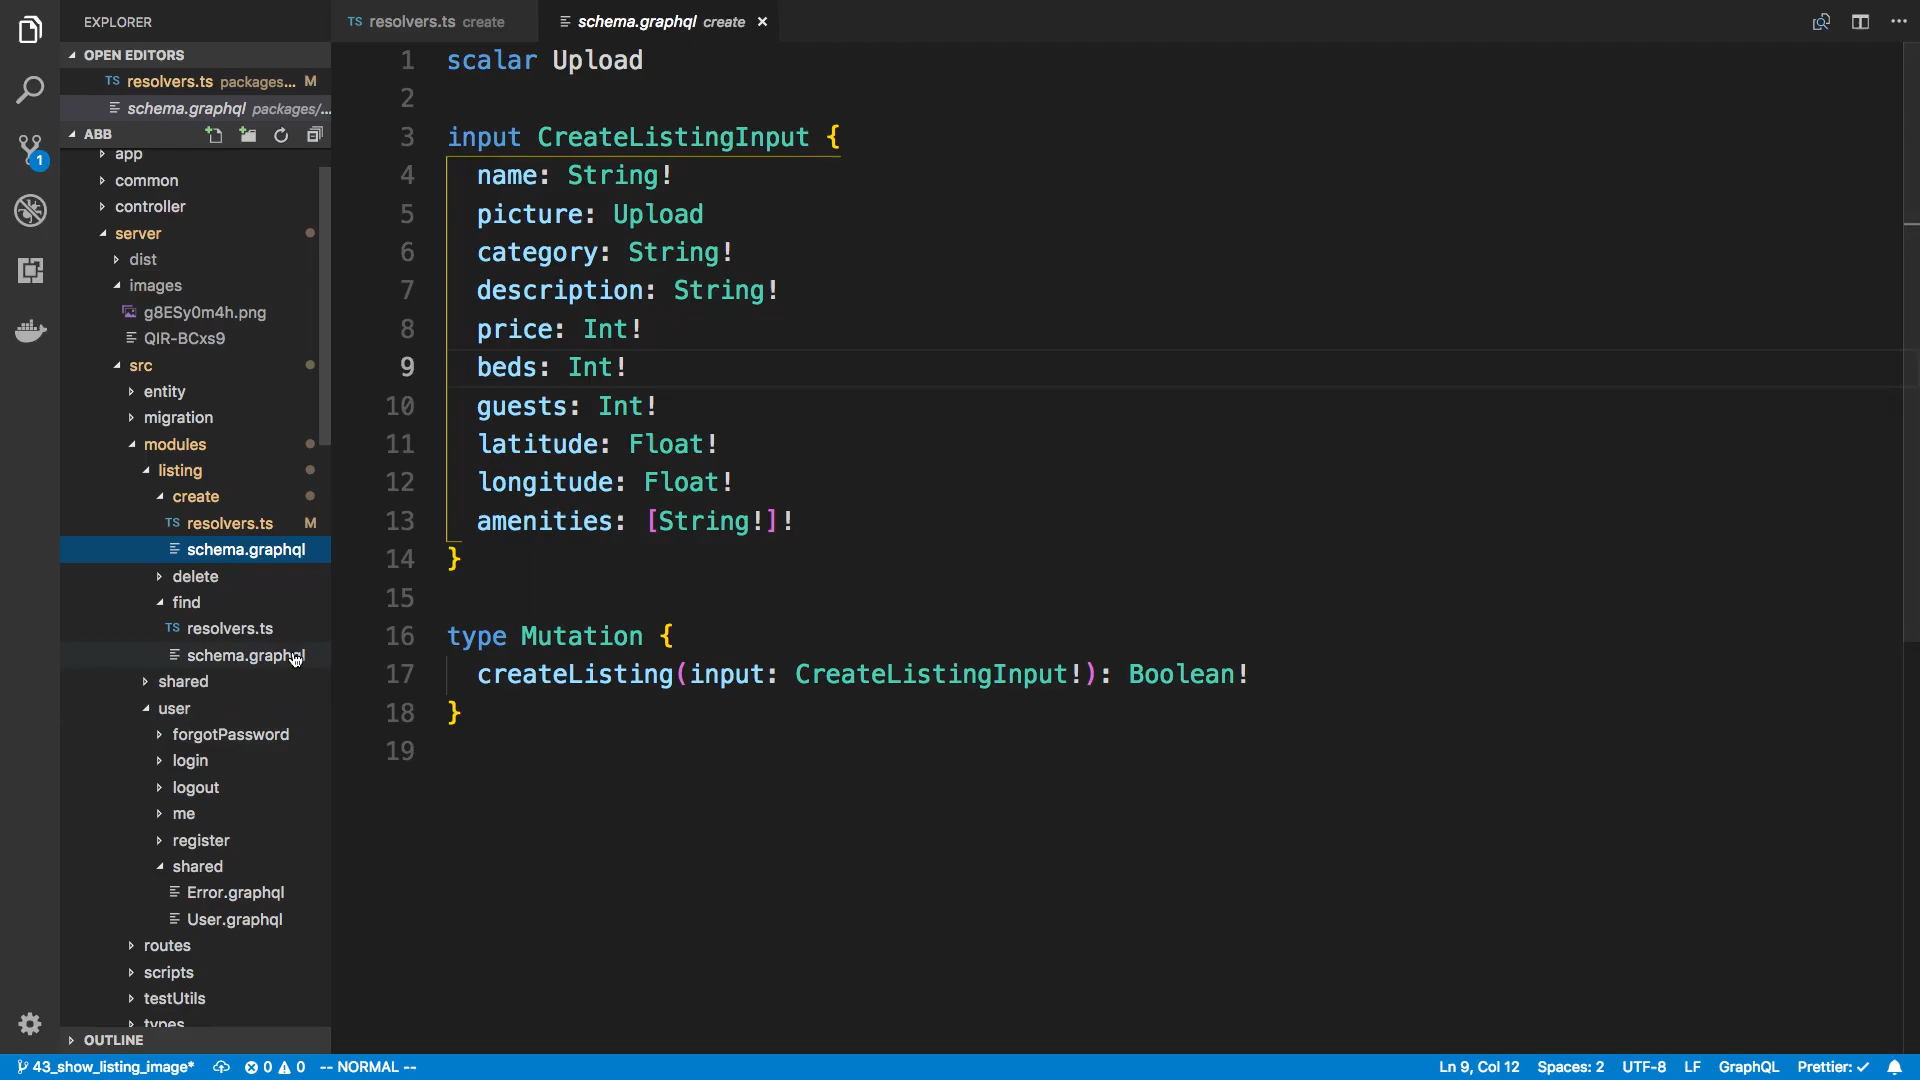 EXPLORER
OPEN EDITORS
TS resolvers.ts packages... M
schema.graphql packages/...
ABB
app
common
controller
server
dist
images
g8ESy0m4h.png
QIR-BCxs9
src
entity
migration
modules
listing
create
TS resolvers.ts M
schema.graphql
delete
find
TS resolvers.ts
schema.graphql
shared
user
forgotPassword
login
logout
me
register
shared
Error.graphql
User.graphql
routes
scripts
testUtils
types
OUTLINE
1
TS resolvers.ts create
schema.graphql create ×
1 scalar Upload
2
3 input CreateListingInput {
4 name: String!
5 picture: Upload
6 category: String!
7 description: String!
8 price: Int!
9 beds: Int!
10 guests: Int!
11 latitude: Float!
12 longitude: Float!
13 amenities: [String!]!
14 }
15
16 type Mutation {
17 createListing(input: CreateListingInput!): Boolean!
18 }
19
43_show_listing_image* 0 0 -- NORMAL -- Ln 9, Col 12 Spaces: 2 UTF-8 LF GraphQL Prettier: ✓